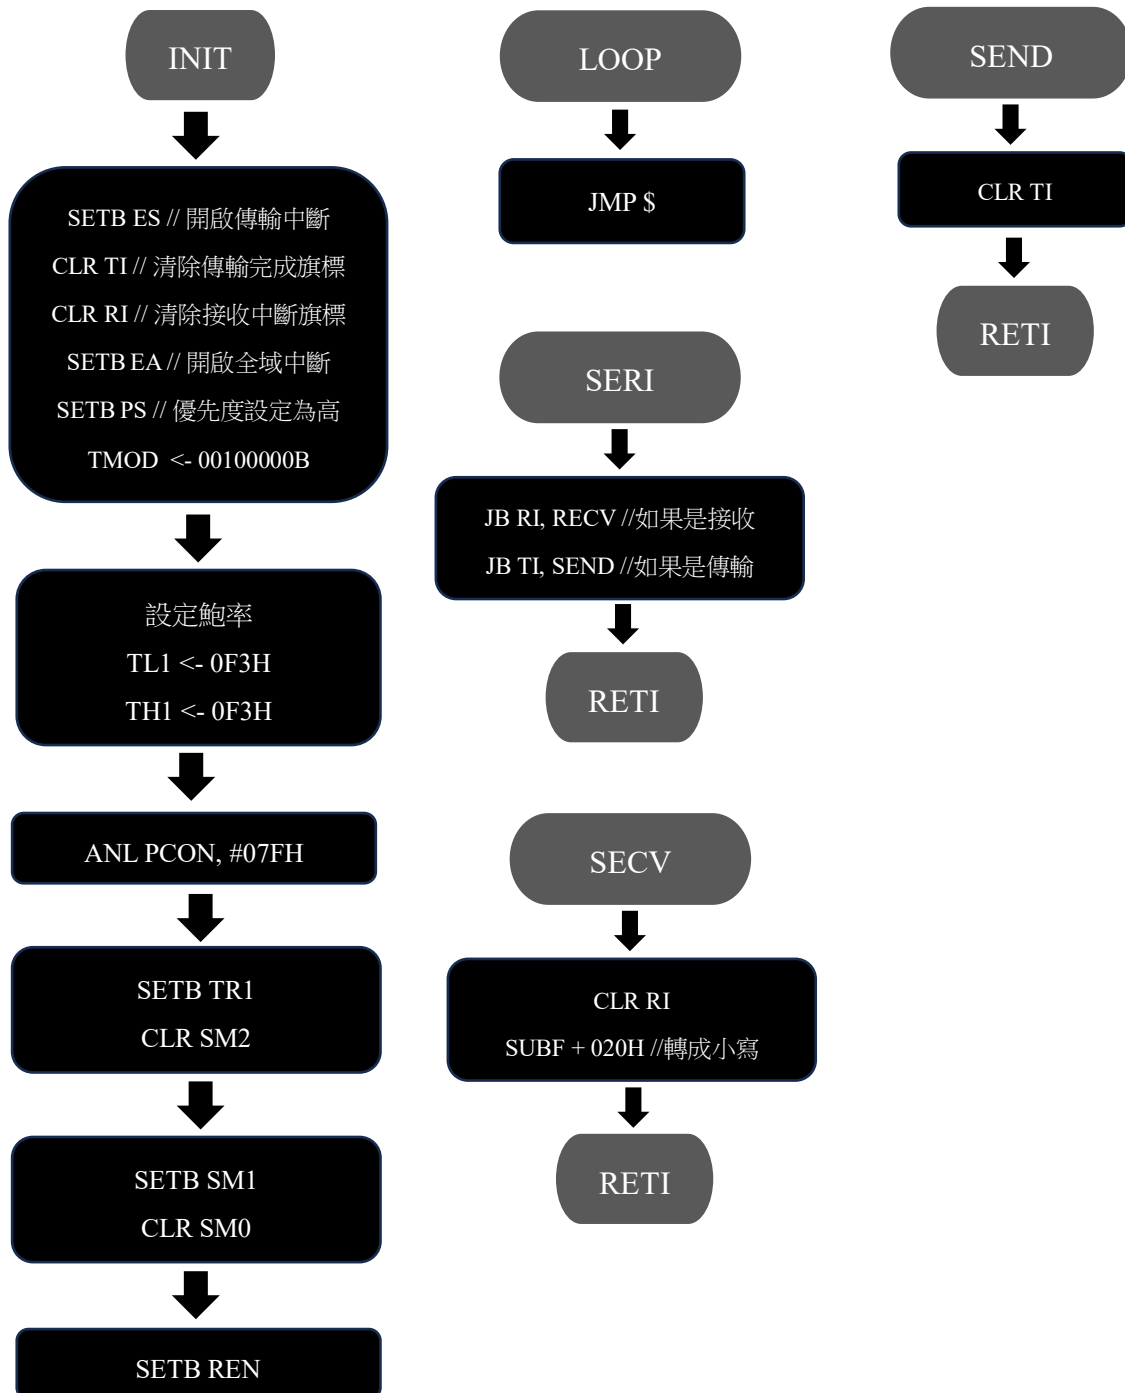 INIT
SETB ES // 開啟傳輸中斷
CLR TI // 清除傳輸完成旗標
CLR RI // 清除接收中斷旗標
SETB EA // 開啟全域中斷
SETB PS // 優先度設定為高
TMOD <- 00100000B
設定鮑率
TL1 <- 0F3H
TH1 <- 0F3H
ANL PCON, #07FH
SETB TR1
CLR SM2
SETB SM1
CLR SM0
SETB REN
LOOP
JMP $
SERI
JB RI, RECV //如果是接收
JB TI, SEND //如果是傳輸
RETI
SECV
CLR RI
SUBF + 020H //轉成小寫
RETI
SEND
CLR TI
RETI